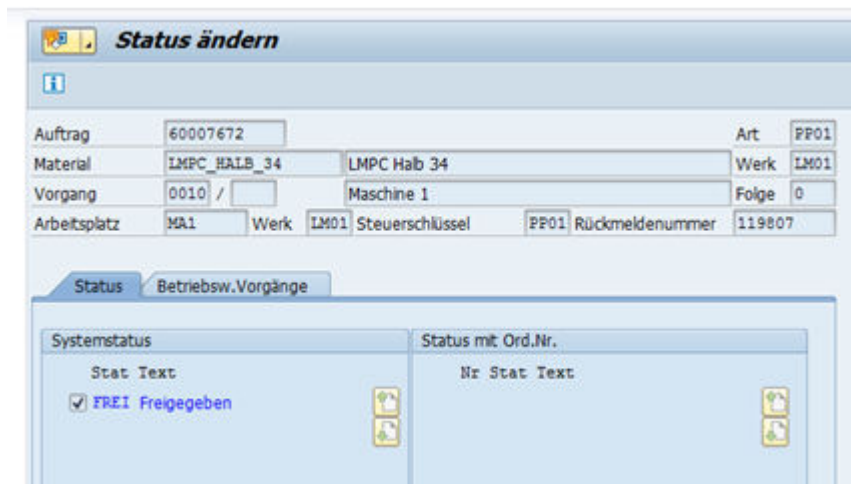 Status ändern
Auftrag 60007672 Art PP01
Material LMPC_HALB_34 LMPC Halb 34 Werk LM01
Vorgang 0010 / Maschine 1 Folge 0
Arbeitsplatz MA1 Werk LM01 Steuerschlüssel PP01 Rückmeldenummer 119807
Status Betriebsw.Vorgänge
Systemstatus Status mit Ord.Nr.
Stat Text Nr Stat Text
FREI Freigegeben